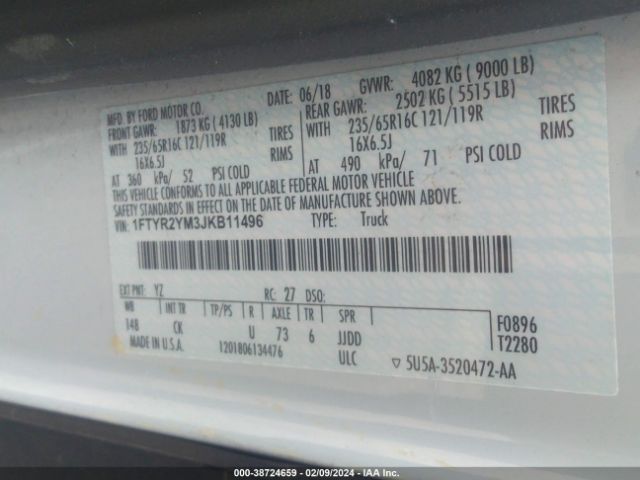 MFD. BY FORD MOTOR CO.
DATE: 06/18 GVWR: 4082 KG ( 9000 LB)
FRONT GAWR: 1873 KG ( 4130 LB)
REAR GAWR: 2502 KG ( 5515 LB)
WITH 235/65R16C 121/119R TIRES
16X6.5J RIMS
WITH 235/65R16C 121/119R TIRES
16X6.5J RIMS
AT 360 kPa/ 52 PSI COLD
AT 490 kPa/ 71 PSI COLD
THIS VEHICLE CONFORMS TO ALL APPLICABLE FEDERAL MOTOR VEHICLE
SAFETY STANDARDS IN EFFECT ON THE DATE OF MANUFACTURE SHOWN ABOVE.
VIN: 1FTYR2YM3JKB11496 TYPE: Truck
EXT PNT: YZ RC: 27 DSO:
WB INT TR TP/PS R AXLE TR SPR
148 CK U 73 6 JJDD
F0896
T2280
MADE IN U.S.A. 1201806134476 ULC ▽ 5U5A-3520472-AA
000-38724659 - 02/09/2024 - IAA Inc.